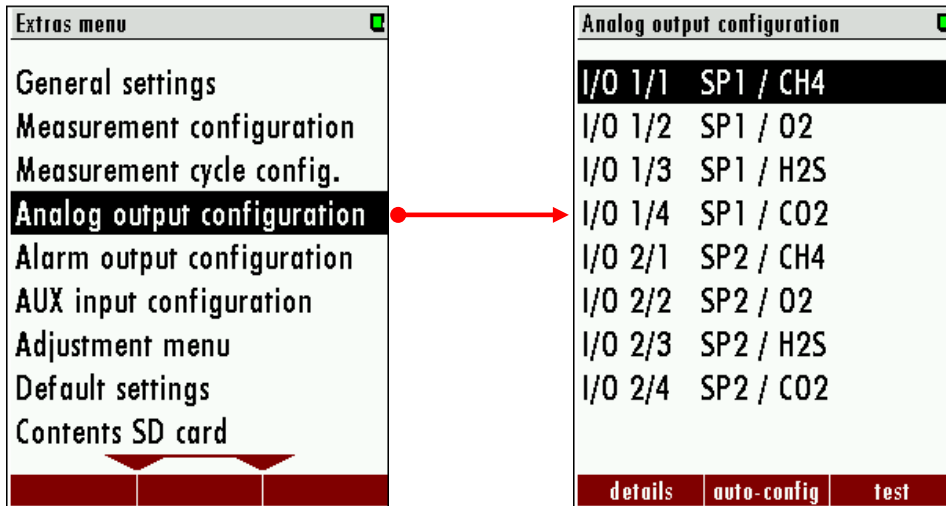 Extras menu
General settings
Measurement configuration
Measurement cycle config.
Analog output configuration
Alarm output configuration
AUX input configuration
Adjustment menu
Default settings
Contents SD card
Analog output configuration
I/O 1/1 SP1 / CH4
I/O 1/2 SP1 / O2
I/O 1/3 SP1 / H2S
I/O 1/4 SP1 / CO2
I/O 2/1 SP2 / CH4
I/O 2/2 SP2 / O2
I/O 2/3 SP2 / H2S
I/O 2/4 SP2 / CO2
details auto-config test